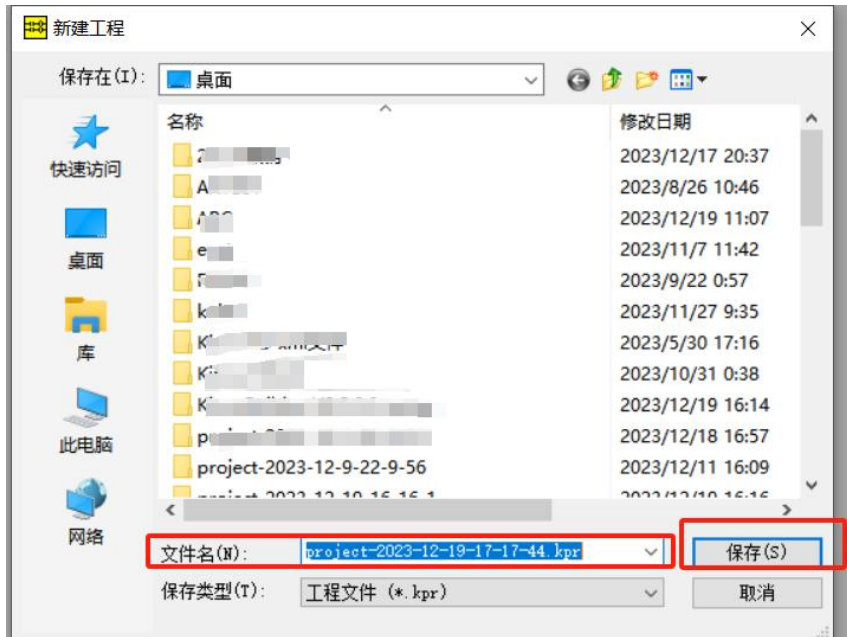 新建工程
保存在(I):
桌面
名称
修改日期
快速访问
桌面
库
此电脑
网络
2023/12/17 20:37
2023/8/26 10:46
2023/12/19 11:07
2023/11/7 11:42
2023/9/22 0:57
2023/11/27 9:35
2023/5/30 17:16
2023/10/31 0:38
2023/12/19 16:14
2023/12/18 16:57
project-2023-12-9-22-9-56
2023/12/11 16:09
文件名(N):
project-2023-12-19-17-17-44.kpr
保存(S)
保存类型(T):
工程文件 (*.kpr)
取消